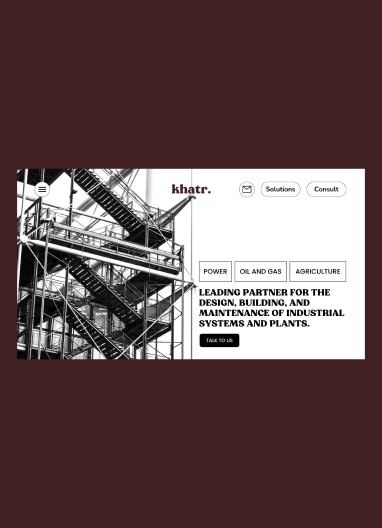 khatr.
Solutions
Consult
POWER
OIL AND GAS
AGRICULTURE
LEADING PARTNER FOR THE
DESIGN, BUILDING, AND
MAINTENANCE OF INDUSTRIAL
SYSTEMS AND PLANTS.
TALK TO US